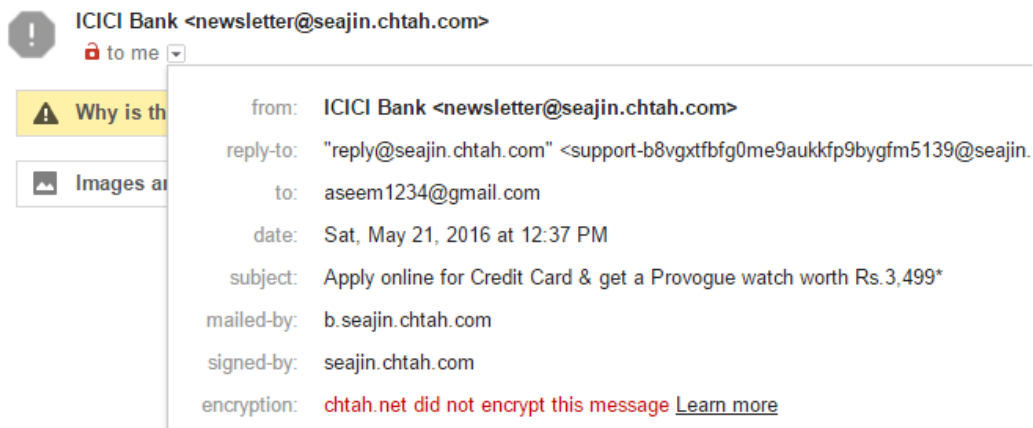 ICICI Bank <newsletter@seajin.chtah.com>
to me
Why is th
from: ICICI Bank <newsletter@seajin.chtah.com>
reply-to: "reply@seajin.chtah.com" <support-b8vgxtfbfg0me9aukkfp9bygfm5139@seajin.
Images ar
to: aseem1234@gmail.com
date: Sat, May 21, 2016 at 12:37 PM
subject: Apply online for Credit Card & get a Provogue watch worth Rs.3,499*
mailed-by: b.seajin.chtah.com
signed-by: seajin.chtah.com
encryption: chtah.net did not encrypt this message Learn more